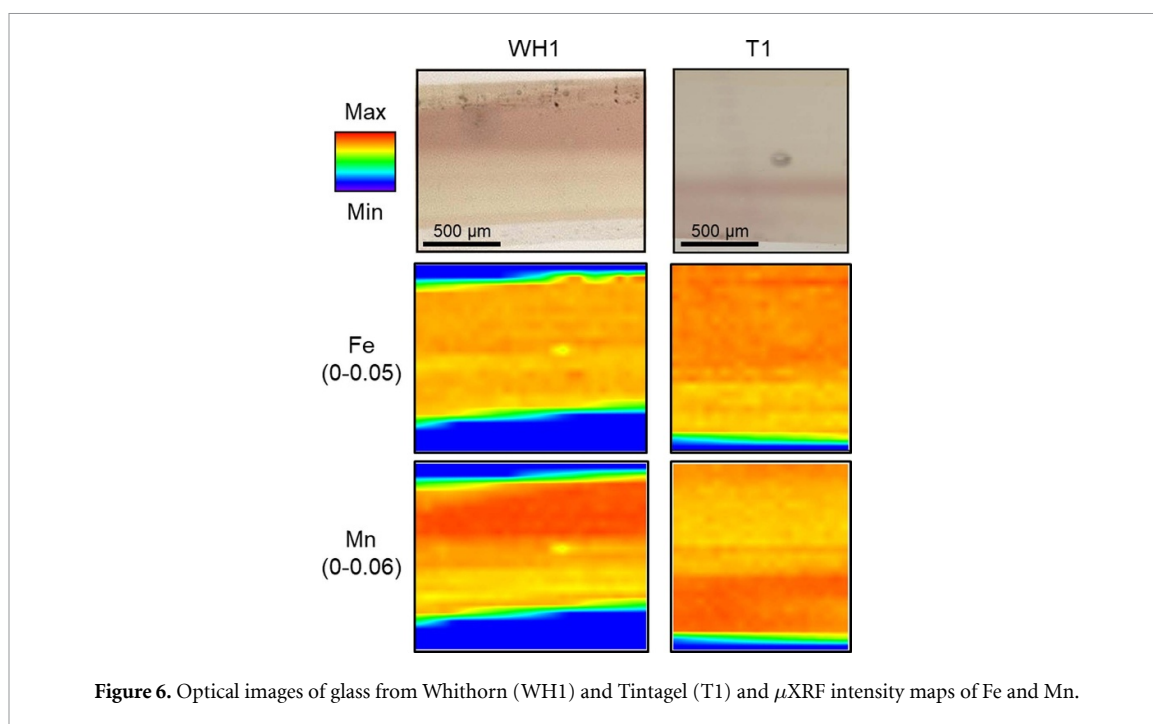 WH1
T1
Max
Min
500 μm
500 μm
Fe
(0-0.05)
Mn
(0-0.06)
Figure 6. Optical images of glass from Whithorn (WH1) and Tintagel (T1) and μXRF intensity maps of Fe and Mn.